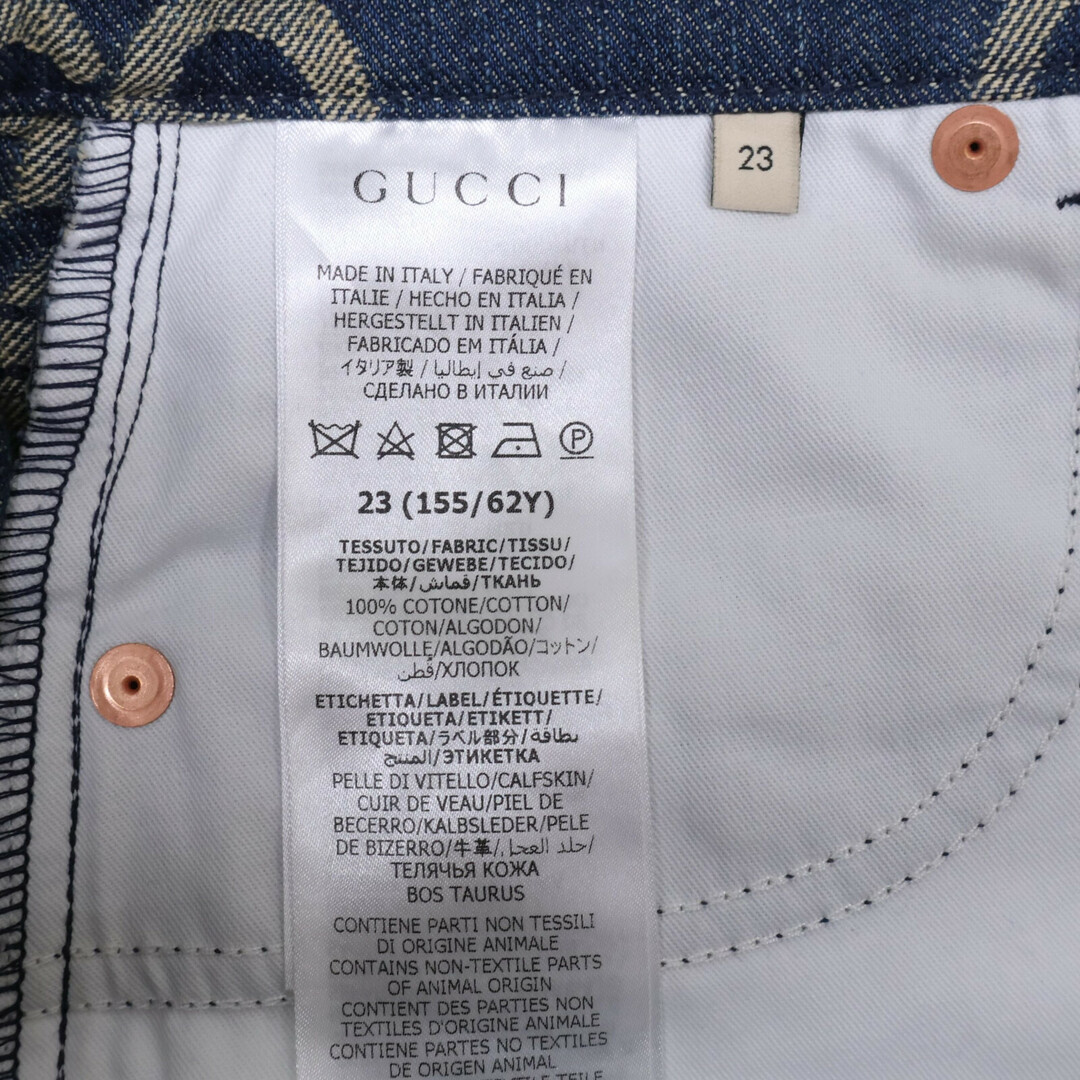 GUCCI
23
MADE IN ITALY / FABRIQUÉ EN
ITALIE / HECHO EN ITALIA /
HERGESTELLT IN ITALIEN /
FABRICADO EM ITÁLIA /
イタリア製 / صنع في إيطاليا /
СДЕЛАНО В ИТАЛИИ
P
23 (155/62Y)
TESSUTO/FABRIC/TISSU/
TEJIDO/GEWEBE/TECIDO/
本体/قماش/ТКАНЬ
100% COTONE/COTTON/
COTON/ALGODON/
BAUMWOLLE/ALGODÃO/コットン/
قُطن/ХЛОПОК
ETICHETTA/LABEL/ÉTIQUETTE/
ETIQUETA/ETIKETT/
ETIQUETA/ラベル部分/بطاقة
المنتج/ЭТИКЕТКА
PELLE DI VITELLO/CALFSKIN/
CUIR DE VEAU/PIEL DE
BECERRO/KALBSLEDER/PELE
DE BIZERRO/牛革/جلد العجل/
ТЕЛЯЧЬЯ КОЖА
BOS TAURUS
CONTIENE PARTI NON TESSILI
DI ORIGINE ANIMALE
CONTAINS NON-TEXTILE PARTS
OF ANIMAL ORIGIN
CONTIENT DES PARTIES NON
TEXTILES D'ORIGINE ANIMALE
CONTIENE PARTES NO TEXTILES
DE ORIGEN ANIMAL